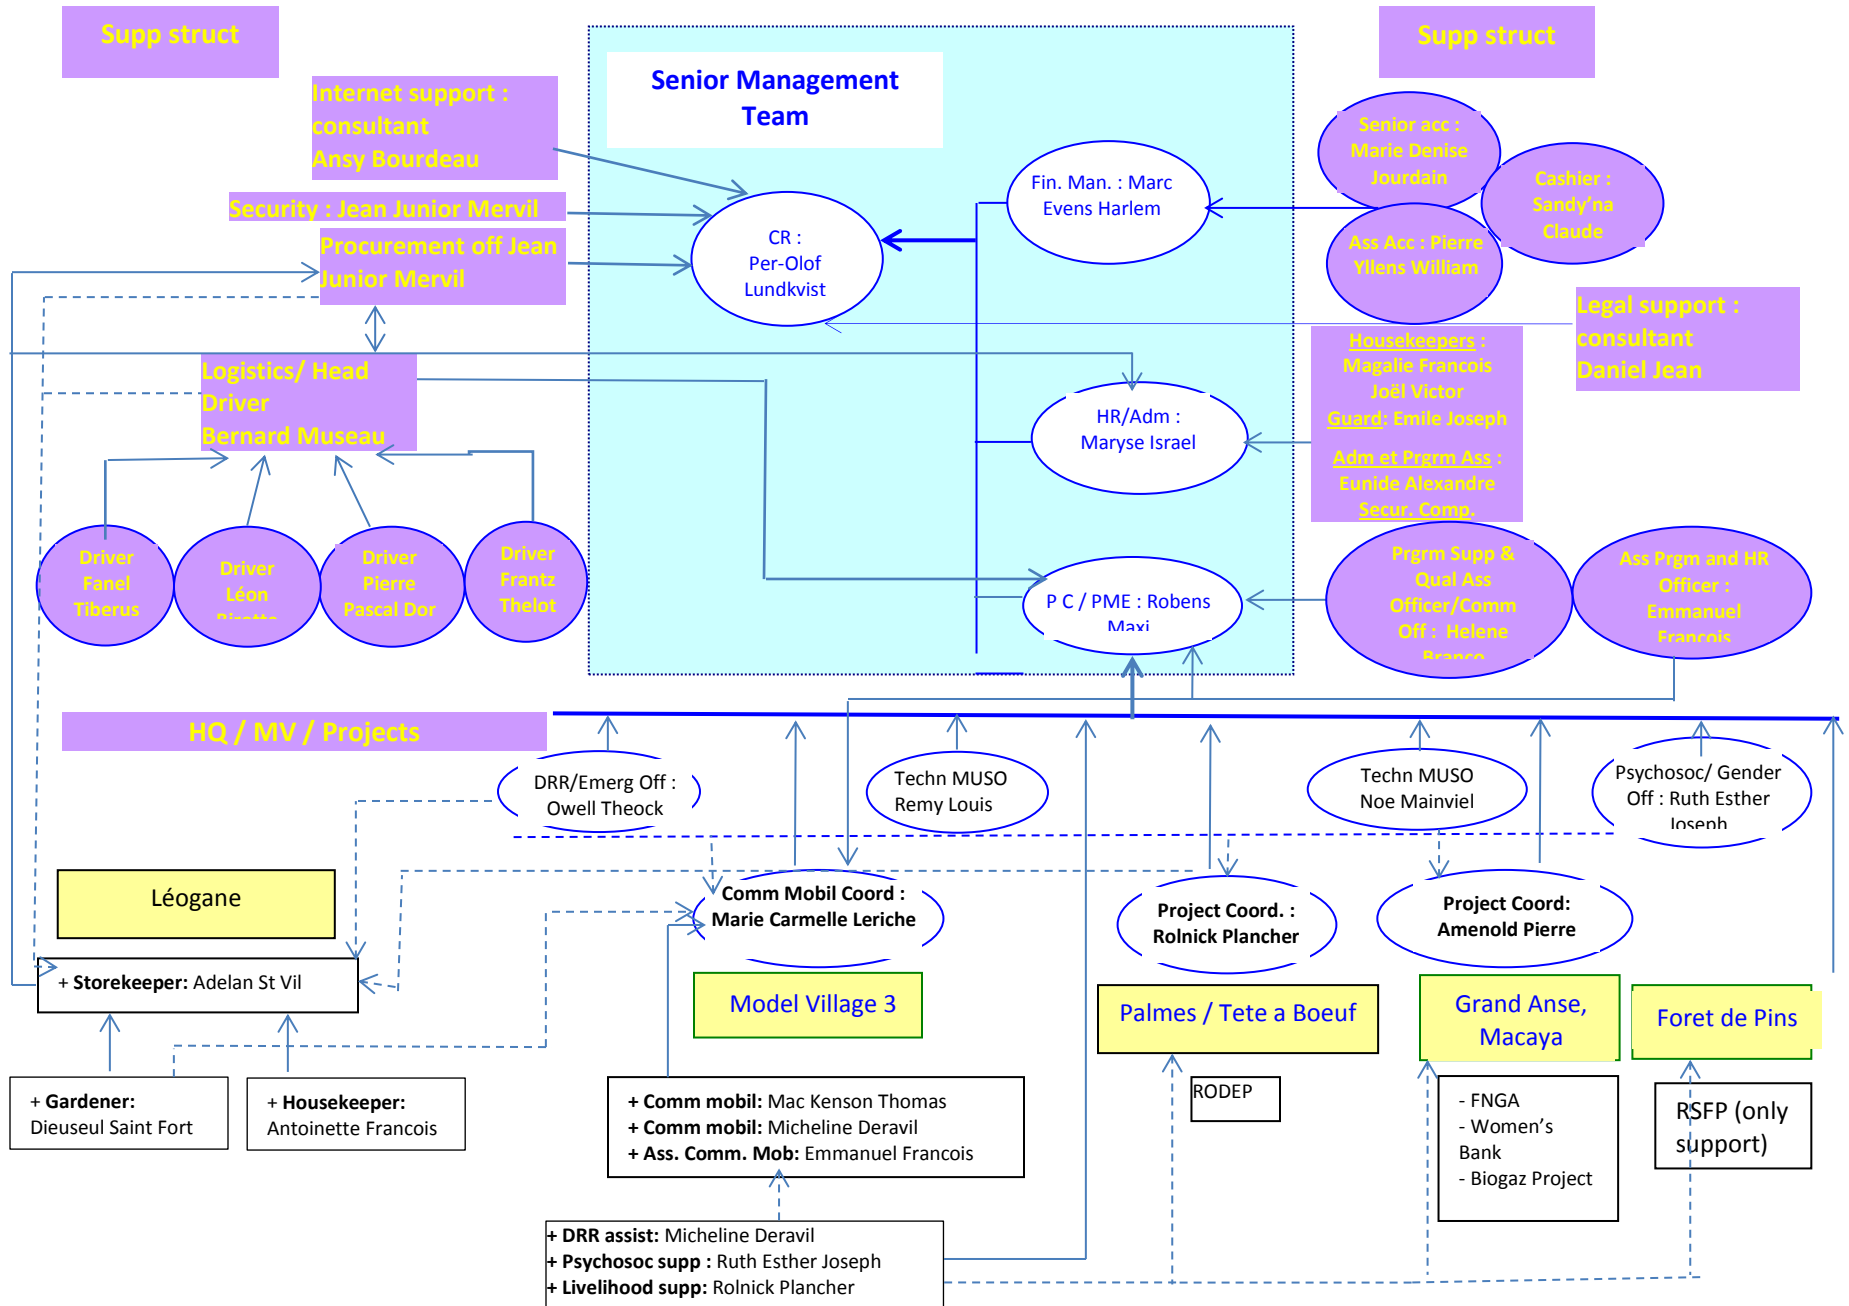 Supp struct
Senior Management
Team
Supp struct
Internet support :
consultant
Ansy Bourdeau
Security : Jean Junior Mervil
Procurement off Jean
Junior Mervil
CR :
Per-Olof
Lundkvist
Fin. Man. : Marc
Evens Harlem
Senior acc :
Marie Denise
Jourdain
Cashier :
Sandy’na
Claude
Ass Acc : Pierre
Yllens William
Legal support :
consultant
Daniel Jean
Logistics/ Head
Driver
Bernard Museau
HR/Adm :
Maryse Israel
Housekeepers :
Magalie Francois
Joël Victor
Guard: Emile Joseph
Adm et Prgrm Ass :
Eunide Alexandre
Secur. Comp.
Driver
Fanel
Tiberus
Driver
Léon
Driver
Pierre
Pascal Dor
Driver
Frantz
Thelot
P C / PME : Robens
Maxi
Prgrm Supp &
Qual Ass
Officer/Comm
Off : Helene
Branco
Ass Prgm and HR
Officer :
Emmanuel
Francois
HQ / MV / Projects
DRR/Emerg Off :
Owell Theock
Techn MUSO
Remy Louis
Techn MUSO
Noe Mainviel
Psychosoc/ Gender
Off : Ruth Esther
Joseph
Léogane
Comm Mobil Coord :
Marie Carmelle Leriche
Project Coord. :
Rolnick Plancher
Project Coord:
Amenold Pierre
+ Storekeeper: Adelan St Vil
Model Village 3
Palmes / Tete a Boeuf
Grand Anse,
Macaya
Foret de Pins
+ Gardener:
Dieuseul Saint Fort
+ Housekeeper:
Antoinette Francois
+ Comm mobil: Mac Kenson Thomas
+ Comm mobil: Micheline Deravil
+ Ass. Comm. Mob: Emmanuel Francois
RODEP
- FNGA
- Women’s
Bank
- Biogaz Project
RSFP (only
support)
+ DRR assist: Micheline Deravil
+ Psychosoc supp : Ruth Esther Joseph
+ Livelihood supp: Rolnick Plancher